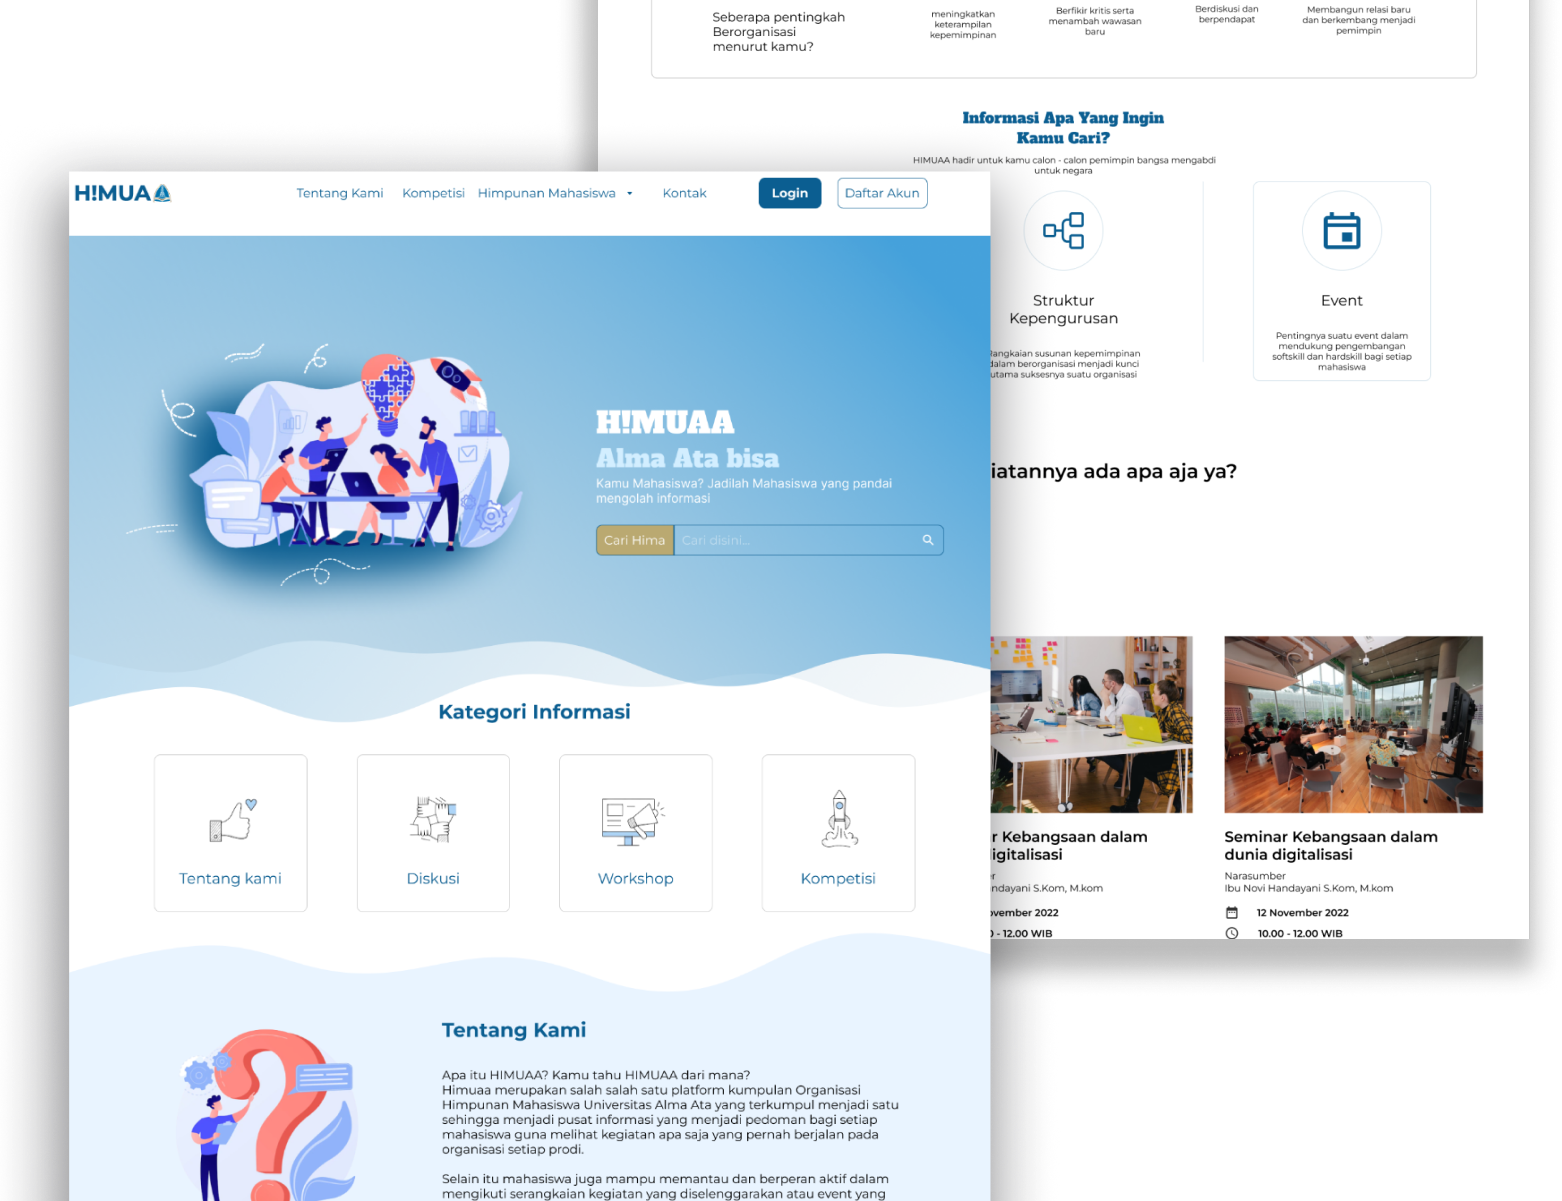 Seberapa pentingkah
Berorganisasi
menurut kamu?
meningkatkan
keterampilan
kepemimpinan
Berfikir kritis serta
menambah wawasan
baru
Berdiskusi dan
berpendapat
Membangun relasi baru
dan berkembang menjadi
pemimpin
Informasi Apa Yang Ingin
Kamu Cari?
HIMUAA hadir untuk kamu calon - calon pemimpin bangsa mengabdi
untuk negara
Struktur
Kepengurusan
angkaian susunan kepemimpinan
dalam berorganisasi menjadi kunci
utama suksesnya suatu organisasi
Event
Pentingnya suatu event dalam
mendukung pengembangan
softskill dan hardskill bagi setiap
mahasiswa
iatannya ada apa aja ya?
r Kebangsaan dalam
igitalisasi
r
ndayani S.Kom, M.kom
vember 2022
0 - 12.00 WIB
Seminar Kebangsaan dalam
dunia digitalisasi
Narasumber
Ibu Novi Handayani S.Kom, M.kom
12 November 2022
10.00 - 12.00 WIB
H!MUA
Tentang Kami Kompetisi Himpunan Mahasiswa Kontak Login Daftar Akun
H!MUAA
Alma Ata bisa
Kamu Mahasiswa? Jadilah Mahasiswa yang pandai
mengolah informasi
Cari Hima Cari disini...
Kategori Informasi
Tentang kami Diskusi Workshop Kompetisi
Tentang Kami
Apa itu HIMUAA? Kamu tahu HIMUAA dari mana?
Himuaa merupakan salah salah satu platform kumpulan Organisasi
Himpunan Mahasiswa Universitas Alma Ata yang terkumpul menjadi satu
sehingga menjadi pusat informasi yang menjadi pedoman bagi setiap
mahasiswa guna melihat kegiatan apa saja yang pernah berjalan pada
organisasi setiap prodi.
Selain itu mahasiswa juga mampu memantau dan berperan aktif dalam
mengikuti serangkaian kegiatan yang diselenggarakan atau event yang